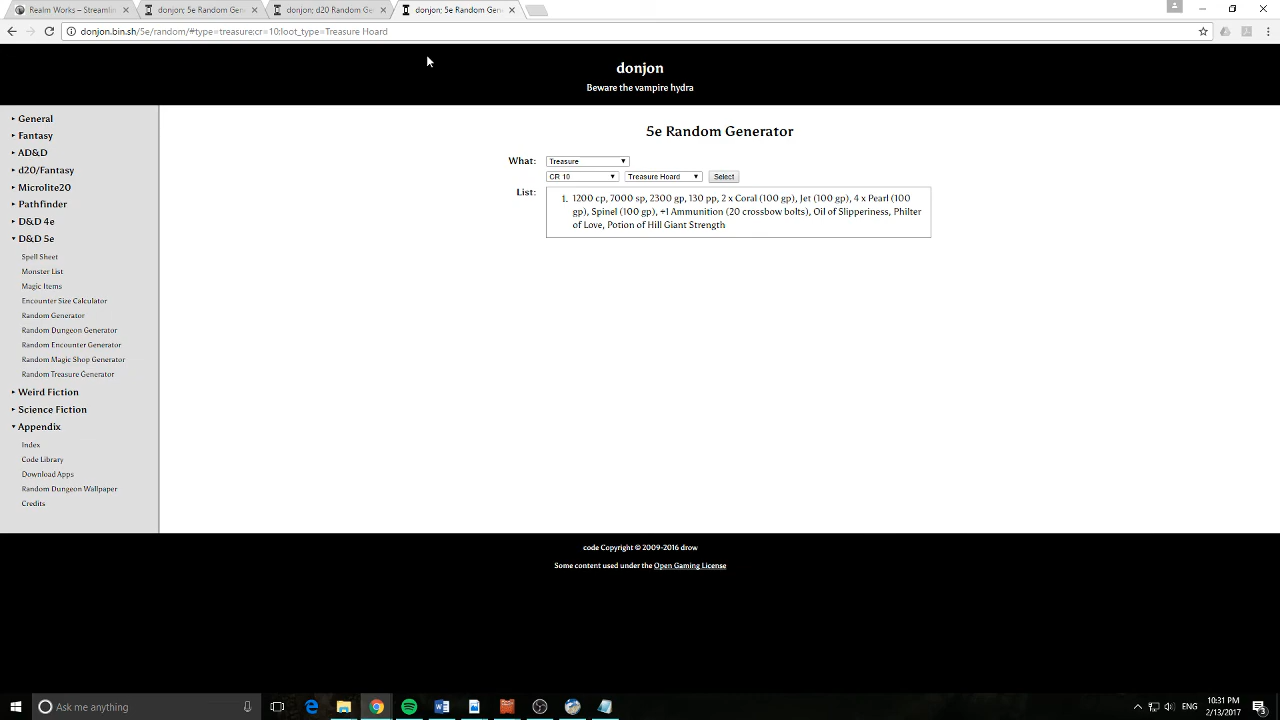 Realm Works – Streamlin
donjon; 5e Random Gene
donjon; d20 Random Ge
donjon; 5e Random Gene
donjon.bin.sh/5e/random/#type=treasure;cr=10;loot_type=Treasure Hoard
donjon
Beware the vampire hydra
General
Fantasy
AD&D
d20/Fantasy
Microlite20
Pathfinder
D&D 4e
D&D 5e
Spell Sheet
Monster List
Magic Items
Encounter Size Calculator
Random Generator
Random Dungeon Generator
Random Encounter Generator
Random Magic Shop Generator
Random Treasure Generator
Weird Fiction
Science Fiction
Appendix
Index
Code Library
Download Apps
Random Dungeon Wallpaper
Credits
5e Random Generator
What: Treasure
CR 10 Treasure Hoard Select
List:
1. 1200 cp, 7000 sp, 2300 gp, 130 pp, 2 x Coral (100 gp), Jet (100 gp), 4 x Pearl (100
gp), Spinel (100 gp), +1 Ammunition (20 crossbow bolts), Oil of Slipperiness, Philter
of Love, Potion of Hill Giant Strength
code Copyright © 2009-2016 drow
Some content used under the Open Gaming License
Ask me anything
ENG
10:31 PM
2/13/2017